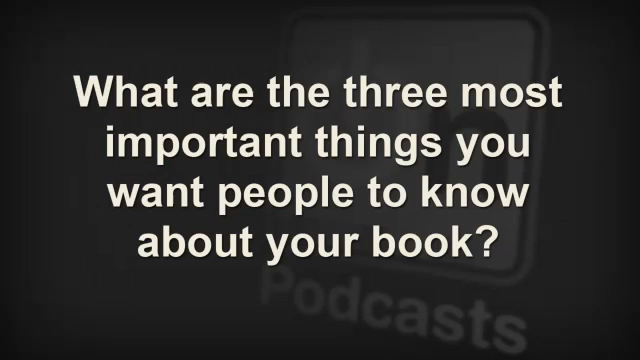 What are the three most
important things you
want people to know
about your book?
Podcasts